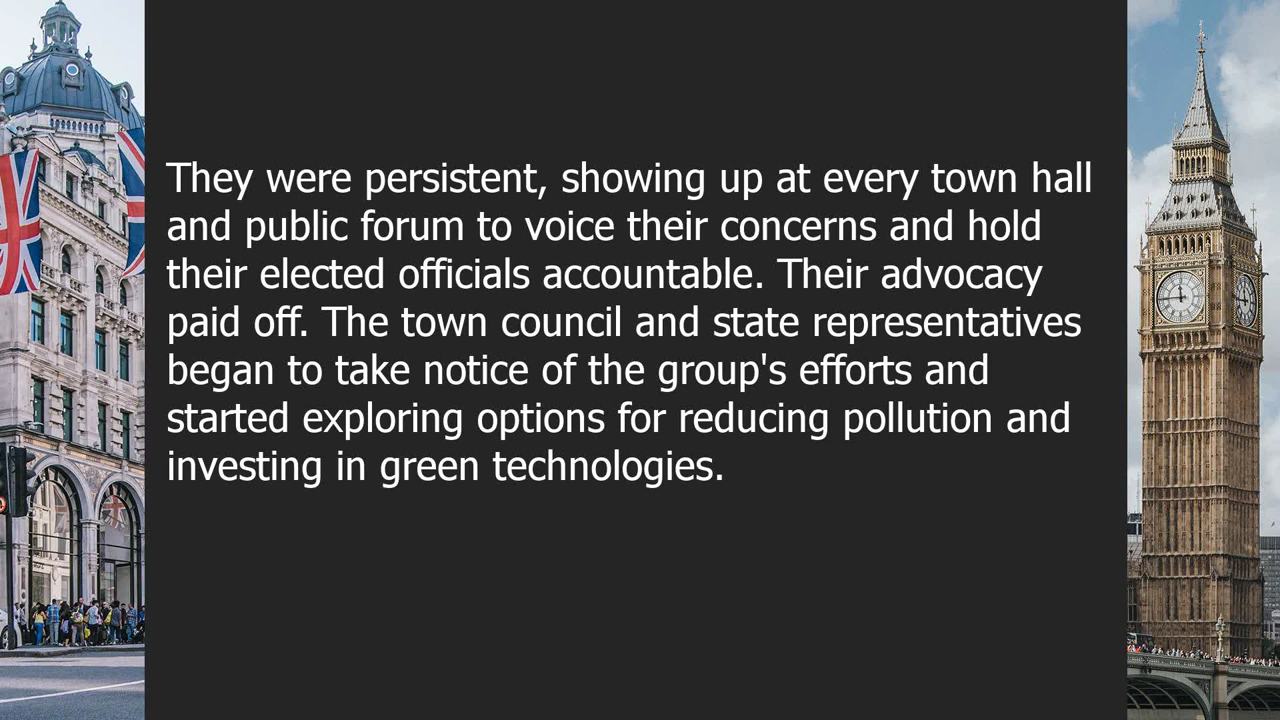 They were persistent, showing up at every town hall
and public forum to voice their concerns and hold
their elected officials accountable. Their advocacy
paid off. The town council and state representatives
began to take notice of the group's efforts and
started exploring options for reducing pollution and
investing in green technologies.